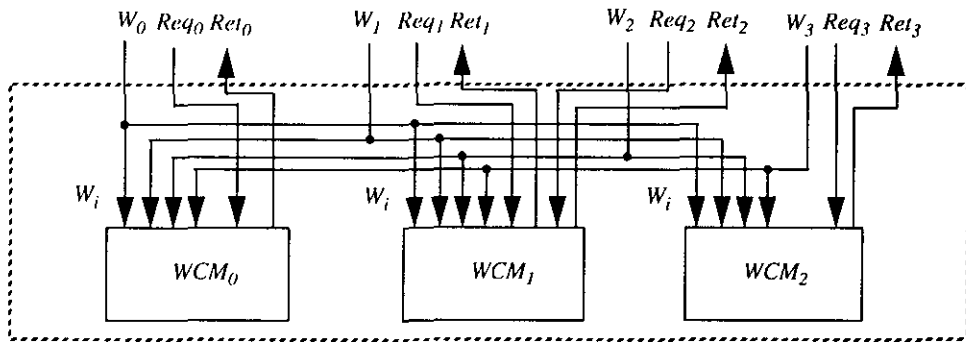 W0 Req0 Ret0 W1 Req1 Ret1 W2 Req2 Ret2 W3 Req3 Ret3
Wi Wi Wi
WCM0 WCM1 WCM2